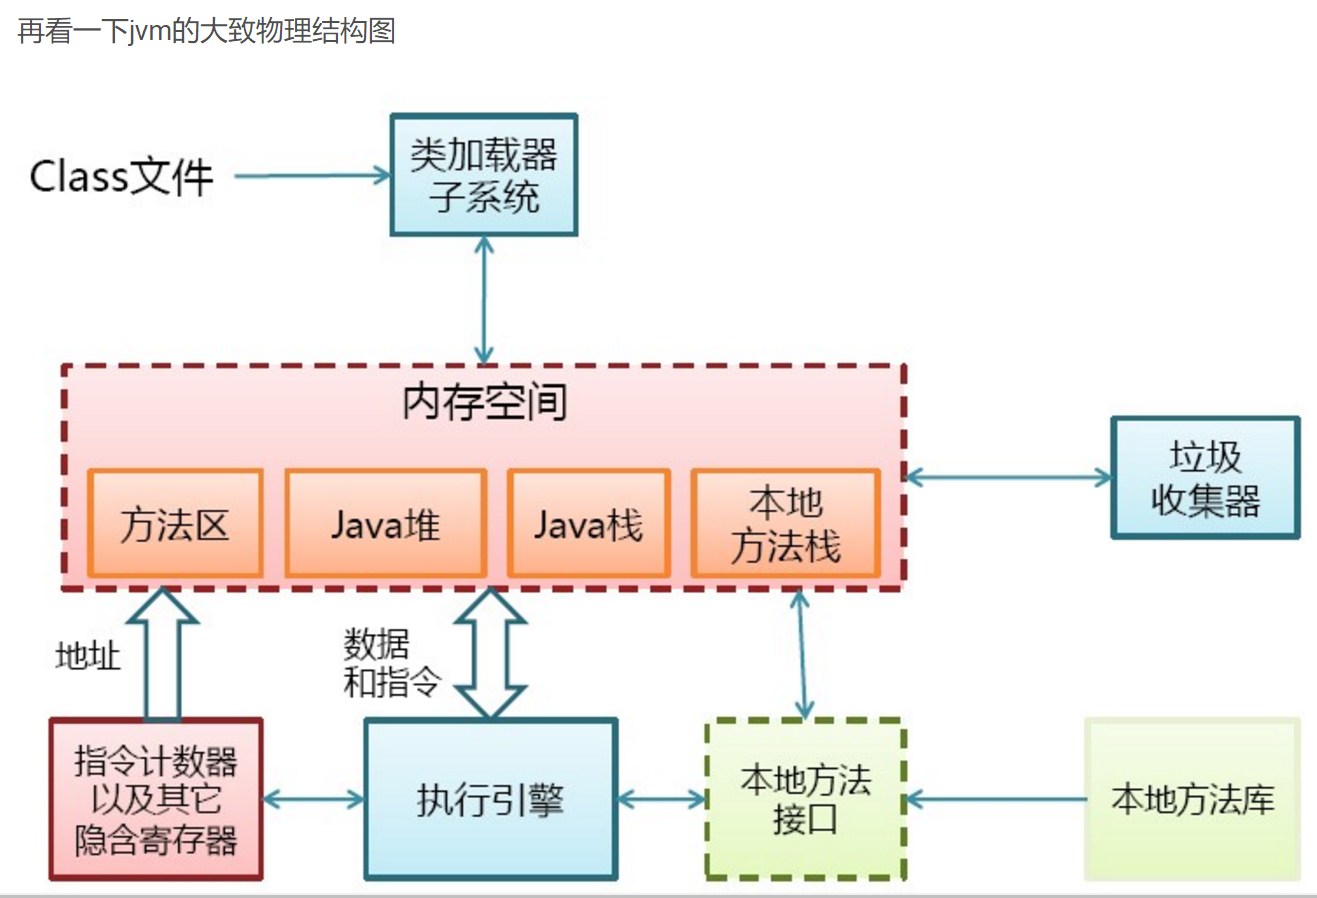 再看一下jvm的大致物理结构图
Class文件
类加载器
子系统
内存空间
方法区
Java堆
Java栈
本地
方法栈
垃圾
收集器
地址
数据
和指令
指令计数器
以及其它
隐含寄存器
执行引擎
本地方法
接口
本地方法库